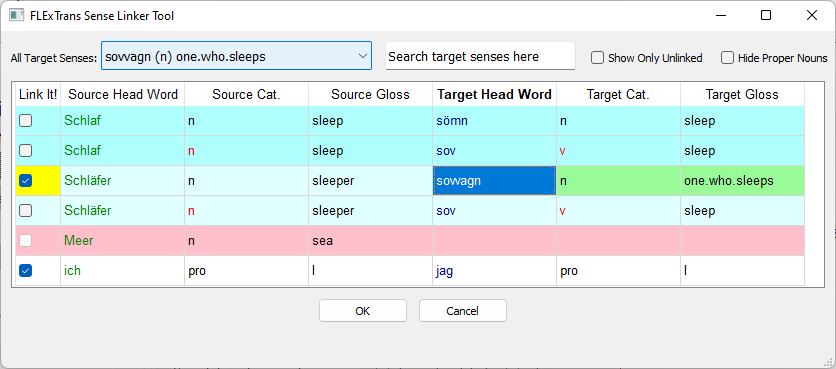 FLExTrans Sense Linker Tool
All Target Senses: sovvagn (n) one.who.sleeps Search target senses here Show Only Unlinked Hide Proper Nouns
Link It! Source Head Word Source Cat. Source Gloss Target Head Word Target Cat. Target Gloss
Schlaf n sleep sömn n sleep
Schlaf n sleep sov v sleep
Schläfer n sleeper sovvagn n one.who.sleeps
Schläfer n sleeper sov v sleep
Meer n sea
ich pro I jag pro I
OK Cancel